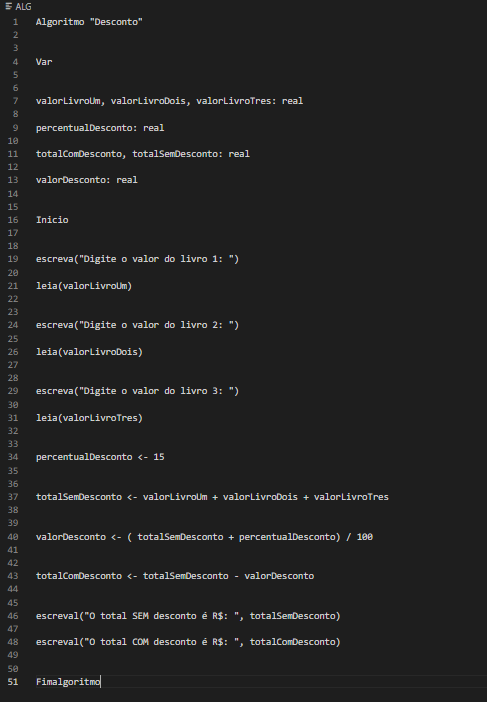 ALG
1 Algoritmo "Desconto"
2
3
4 Var
5
6
7 valorLivroUm, valorLivroDois, valorLivroTres: real
8
9 percentualDesconto: real
10
11 totalComDesconto, totalSemDesconto: real
12
13 valorDesconto: real
14
15
16 Inicio
17
18
19 escreva("Digite o valor do livro 1: ")
20
21 leia(valorLivroUm)
22
23
24 escreva("Digite o valor do livro 2: ")
25
26 leia(valorLivroDois)
27
28
29 escreva("Digite o valor do livro 3: ")
30
31 leia(valorLivroTres)
32
33
34 percentualDesconto <- 15
35
36
37 totalSemDesconto <- valorLivroUm + valorLivroDois + valorLivroTres
38
39
40 valorDesconto <- ( totalSemDesconto + percentualDesconto) / 100
41
42
43 totalComDesconto <- totalSemDesconto - valorDesconto
44
45
46 escreval("O total SEM desconto é R$: ", totalSemDesconto)
47
48 escreval("O total COM desconto é R$: ", totalComDesconto)
49
50
51 Fimalgoritmo